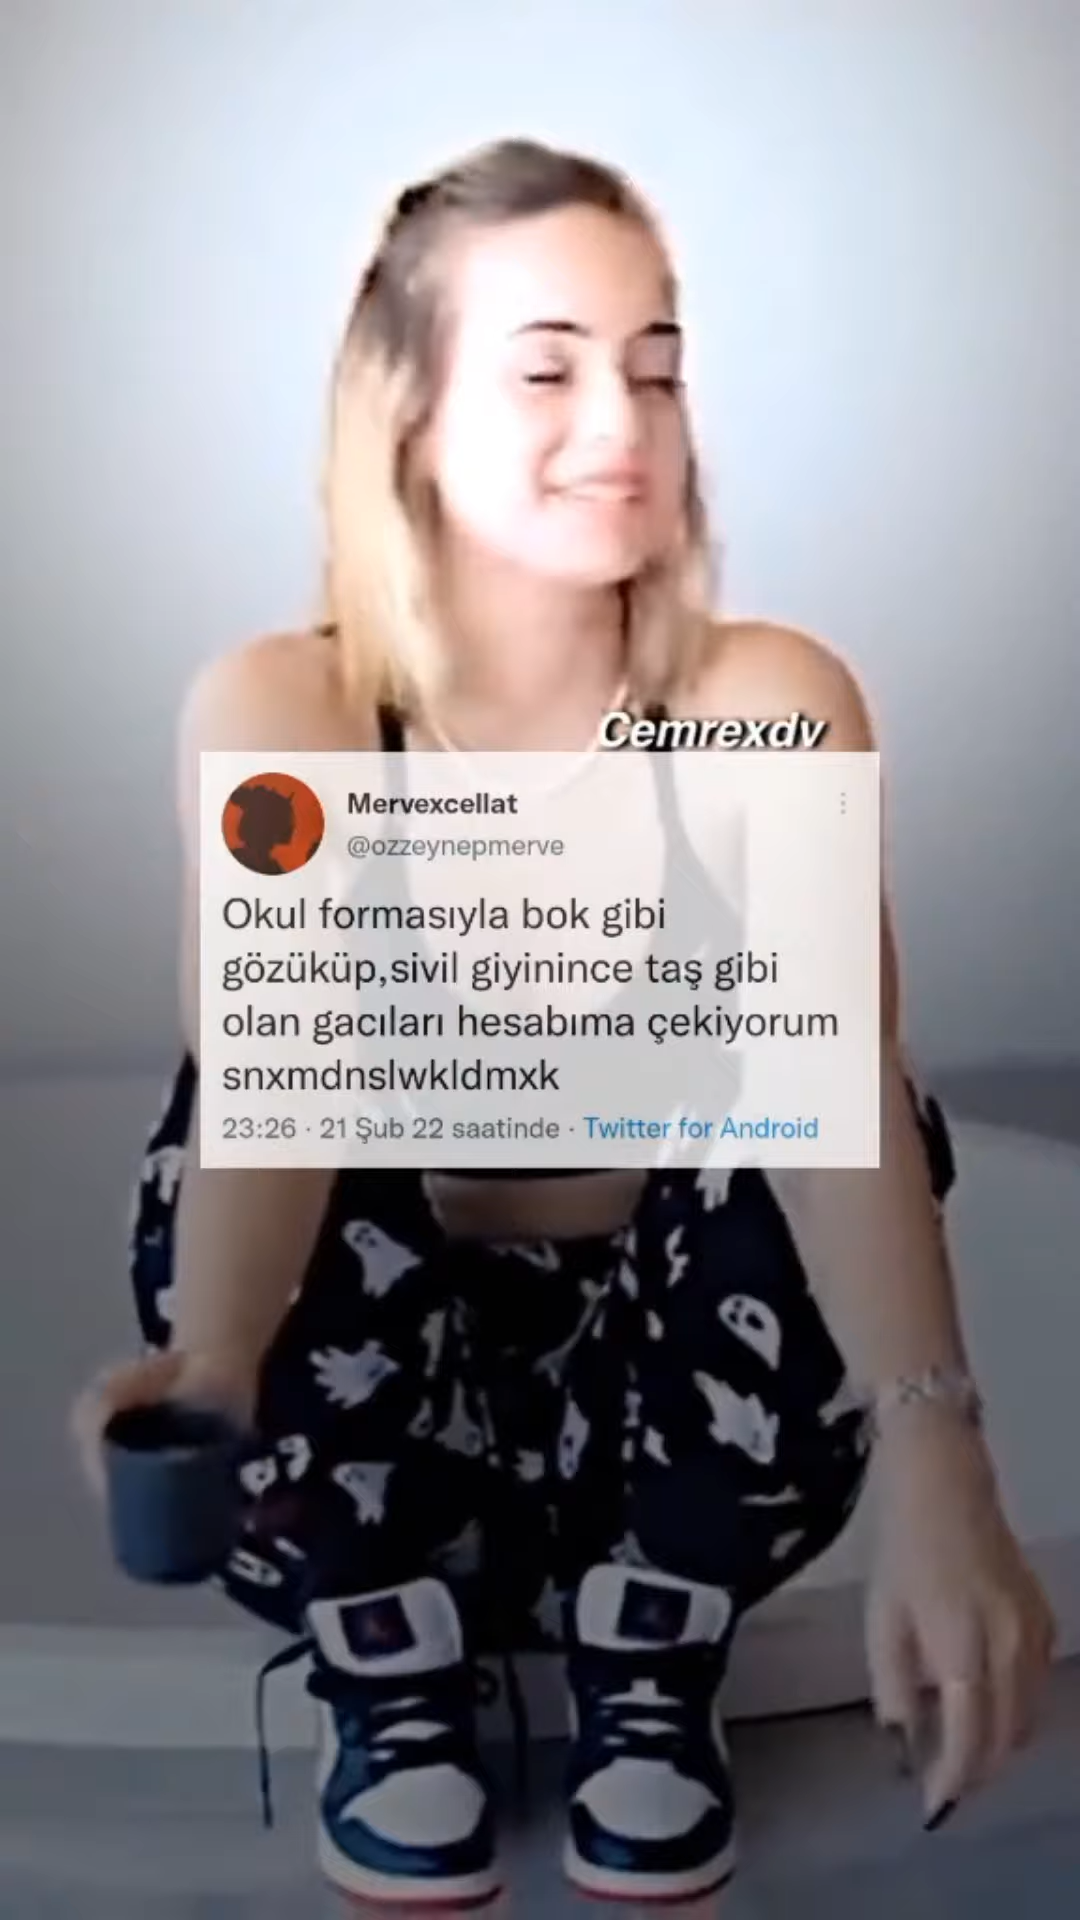 Cemrexdv
Mervexcellat
@ozzeynepmerve
Okul formasıyla bok gibi
gözüküp,sivil giyinince taş gibi
olan gacıları hesabıma çekiyorum
snxmdnslwkldmxk
23:26 · 21 Şub 22 saatinde · Twitter for Android